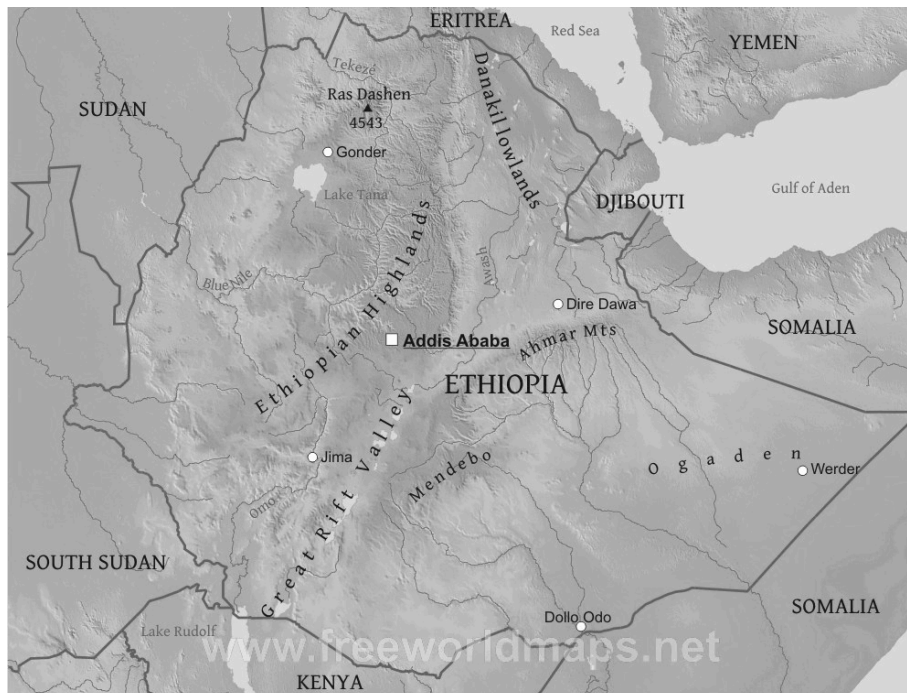 ERITREA
Red Sea
YEMEN
Tekezé
Ras Dashen
4543
SUDAN
Danakil lowlands
Gonder
Lake Tana
DJIBOUTI
Gulf of Aden
Blue Nile
Awash
Ethiopian Highlands
Dire Dawa
SOMALIA
Addis Ababa
Ahmar Mts
ETHIOPIA
Great Rift Valley
Jima
Mendebo
Ogaden
Werder
Omo
SOUTH SUDAN
Dollo Odo
SOMALIA
Lake Rudolf
www.freeworldmaps.net
KENYA